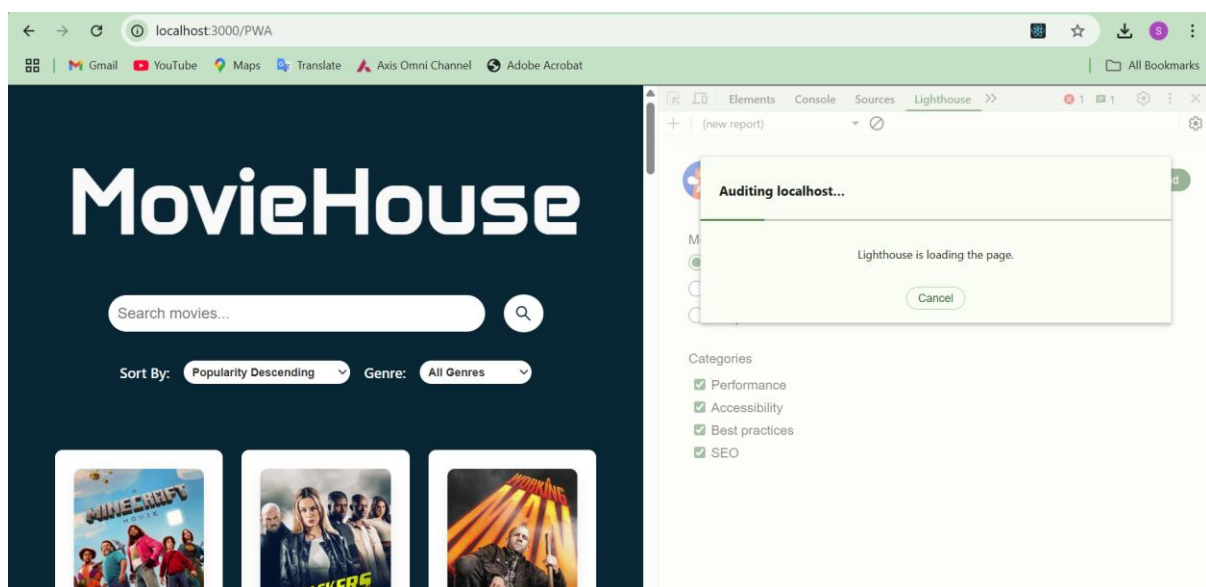 localhost:3000/PWA
Gmail YouTube Maps Translate Axis Omni Channel Adobe Acrobat All Bookmarks
Elements Console Sources Lighthouse 1 1
(new report)
MovieHouse
Auditing localhost...
Lighthouse is loading the page.
Cancel
Search movies...
Sort By: Popularity Descending Genre: All Genres
Categories
Performance
Accessibility
Best practices
SEO
A
MINECRAFT
MOVIE
WORKING
MAN